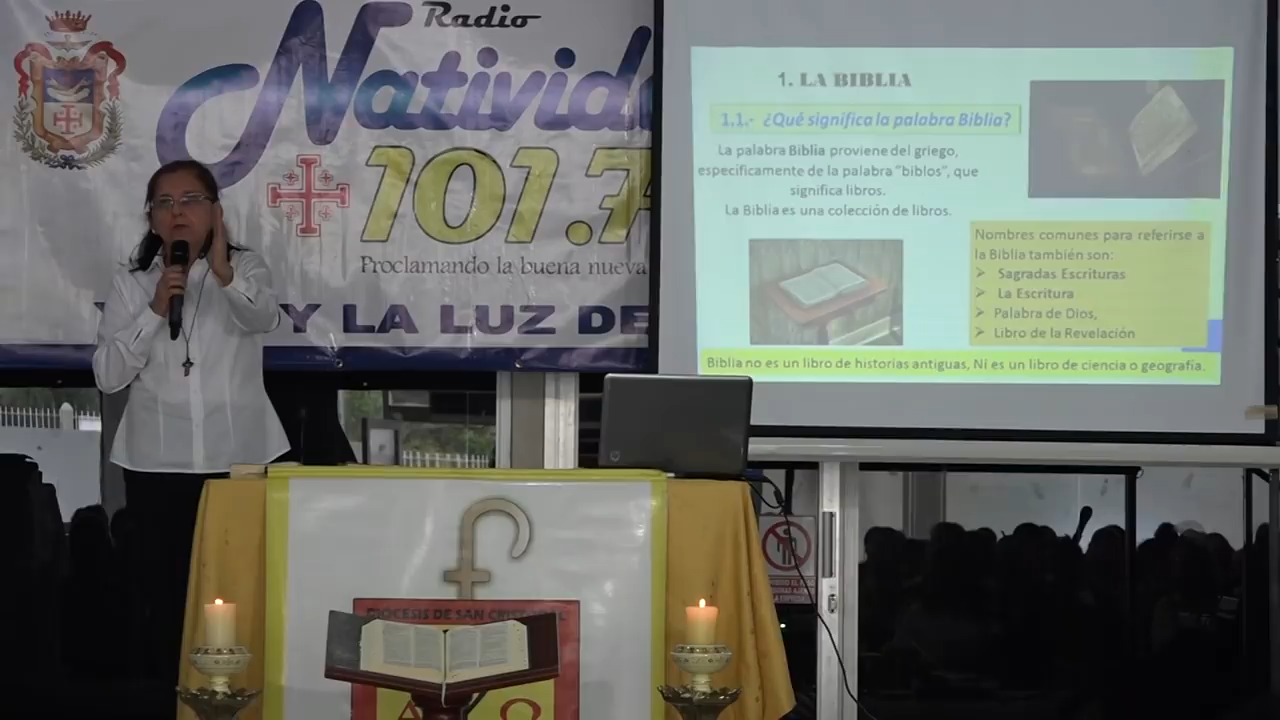 Radio
Nativid
101.7
Proclamando la buena nueva
Y LA LUZ DE
1. LA BIBLIA
1.1.- ¿Qué significa la palabra Biblia?
La palabra Biblia proviene del griego,
especificamente de la palabra "biblos", que
significa libros.
La Biblia es una colección de libros.
Nombres comunes para referirse a
la Biblia también son:
➢ Sagradas Escrituras
➢ La Escritura
➢ Palabra de Dios,
➢ Libro de la Revelación
Biblia no es un libro de historias antiguas, Ní es un libro de ciencia o geografía.
DIOCESIS DE SAN
Α Ω